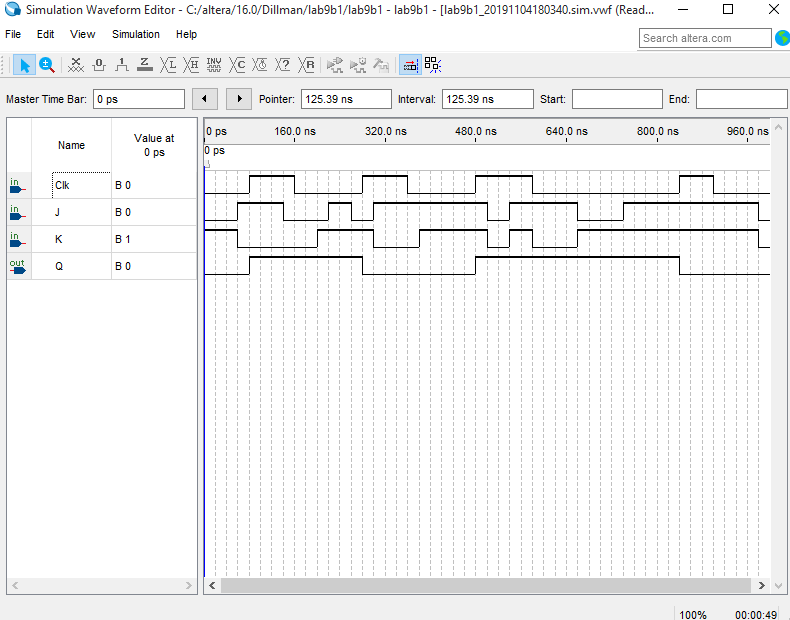 Simulation Waveform Editor - C:/altera/16.0/Dillman/lab9b1/lab9b1 - lab9b1 - [lab9b1_20191104180340.sim.vwf (Read...
File Edit View Simulation Help
Search altera.com
Z L H INV C ? R
Master Time Bar: 0 ps Pointer: 125.39 ns Interval: 125.39 ns Start: End:
Name Value at 0 ps
0 ps 160.0 ns 320.0 ns 480.0 ns 640.0 ns 800.0 ns 960.0 ns
0 ps
in Clk B 0
in J B 0
in K B 1
out Q B 0
100% 00:00:49